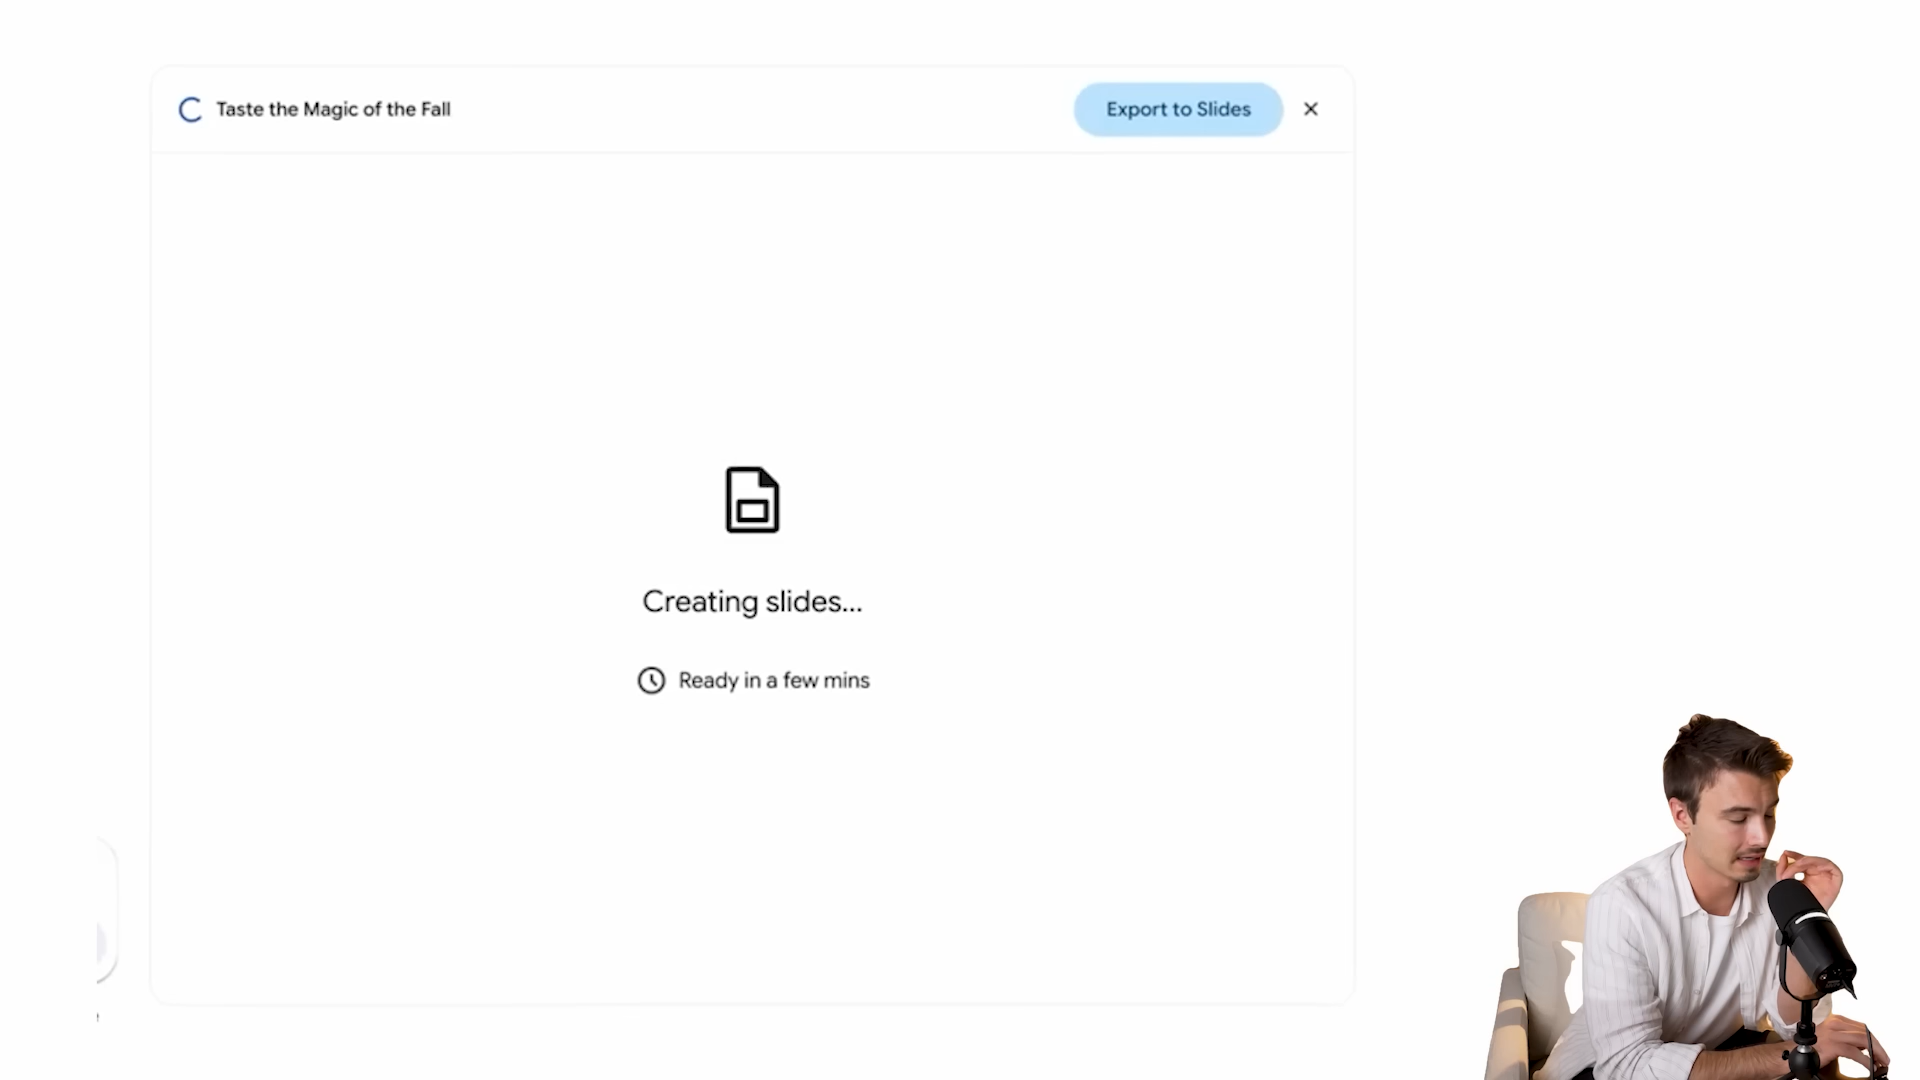 Taste the Magic of the Fall
Export to Slides
Creating slides...
Ready in a few mins